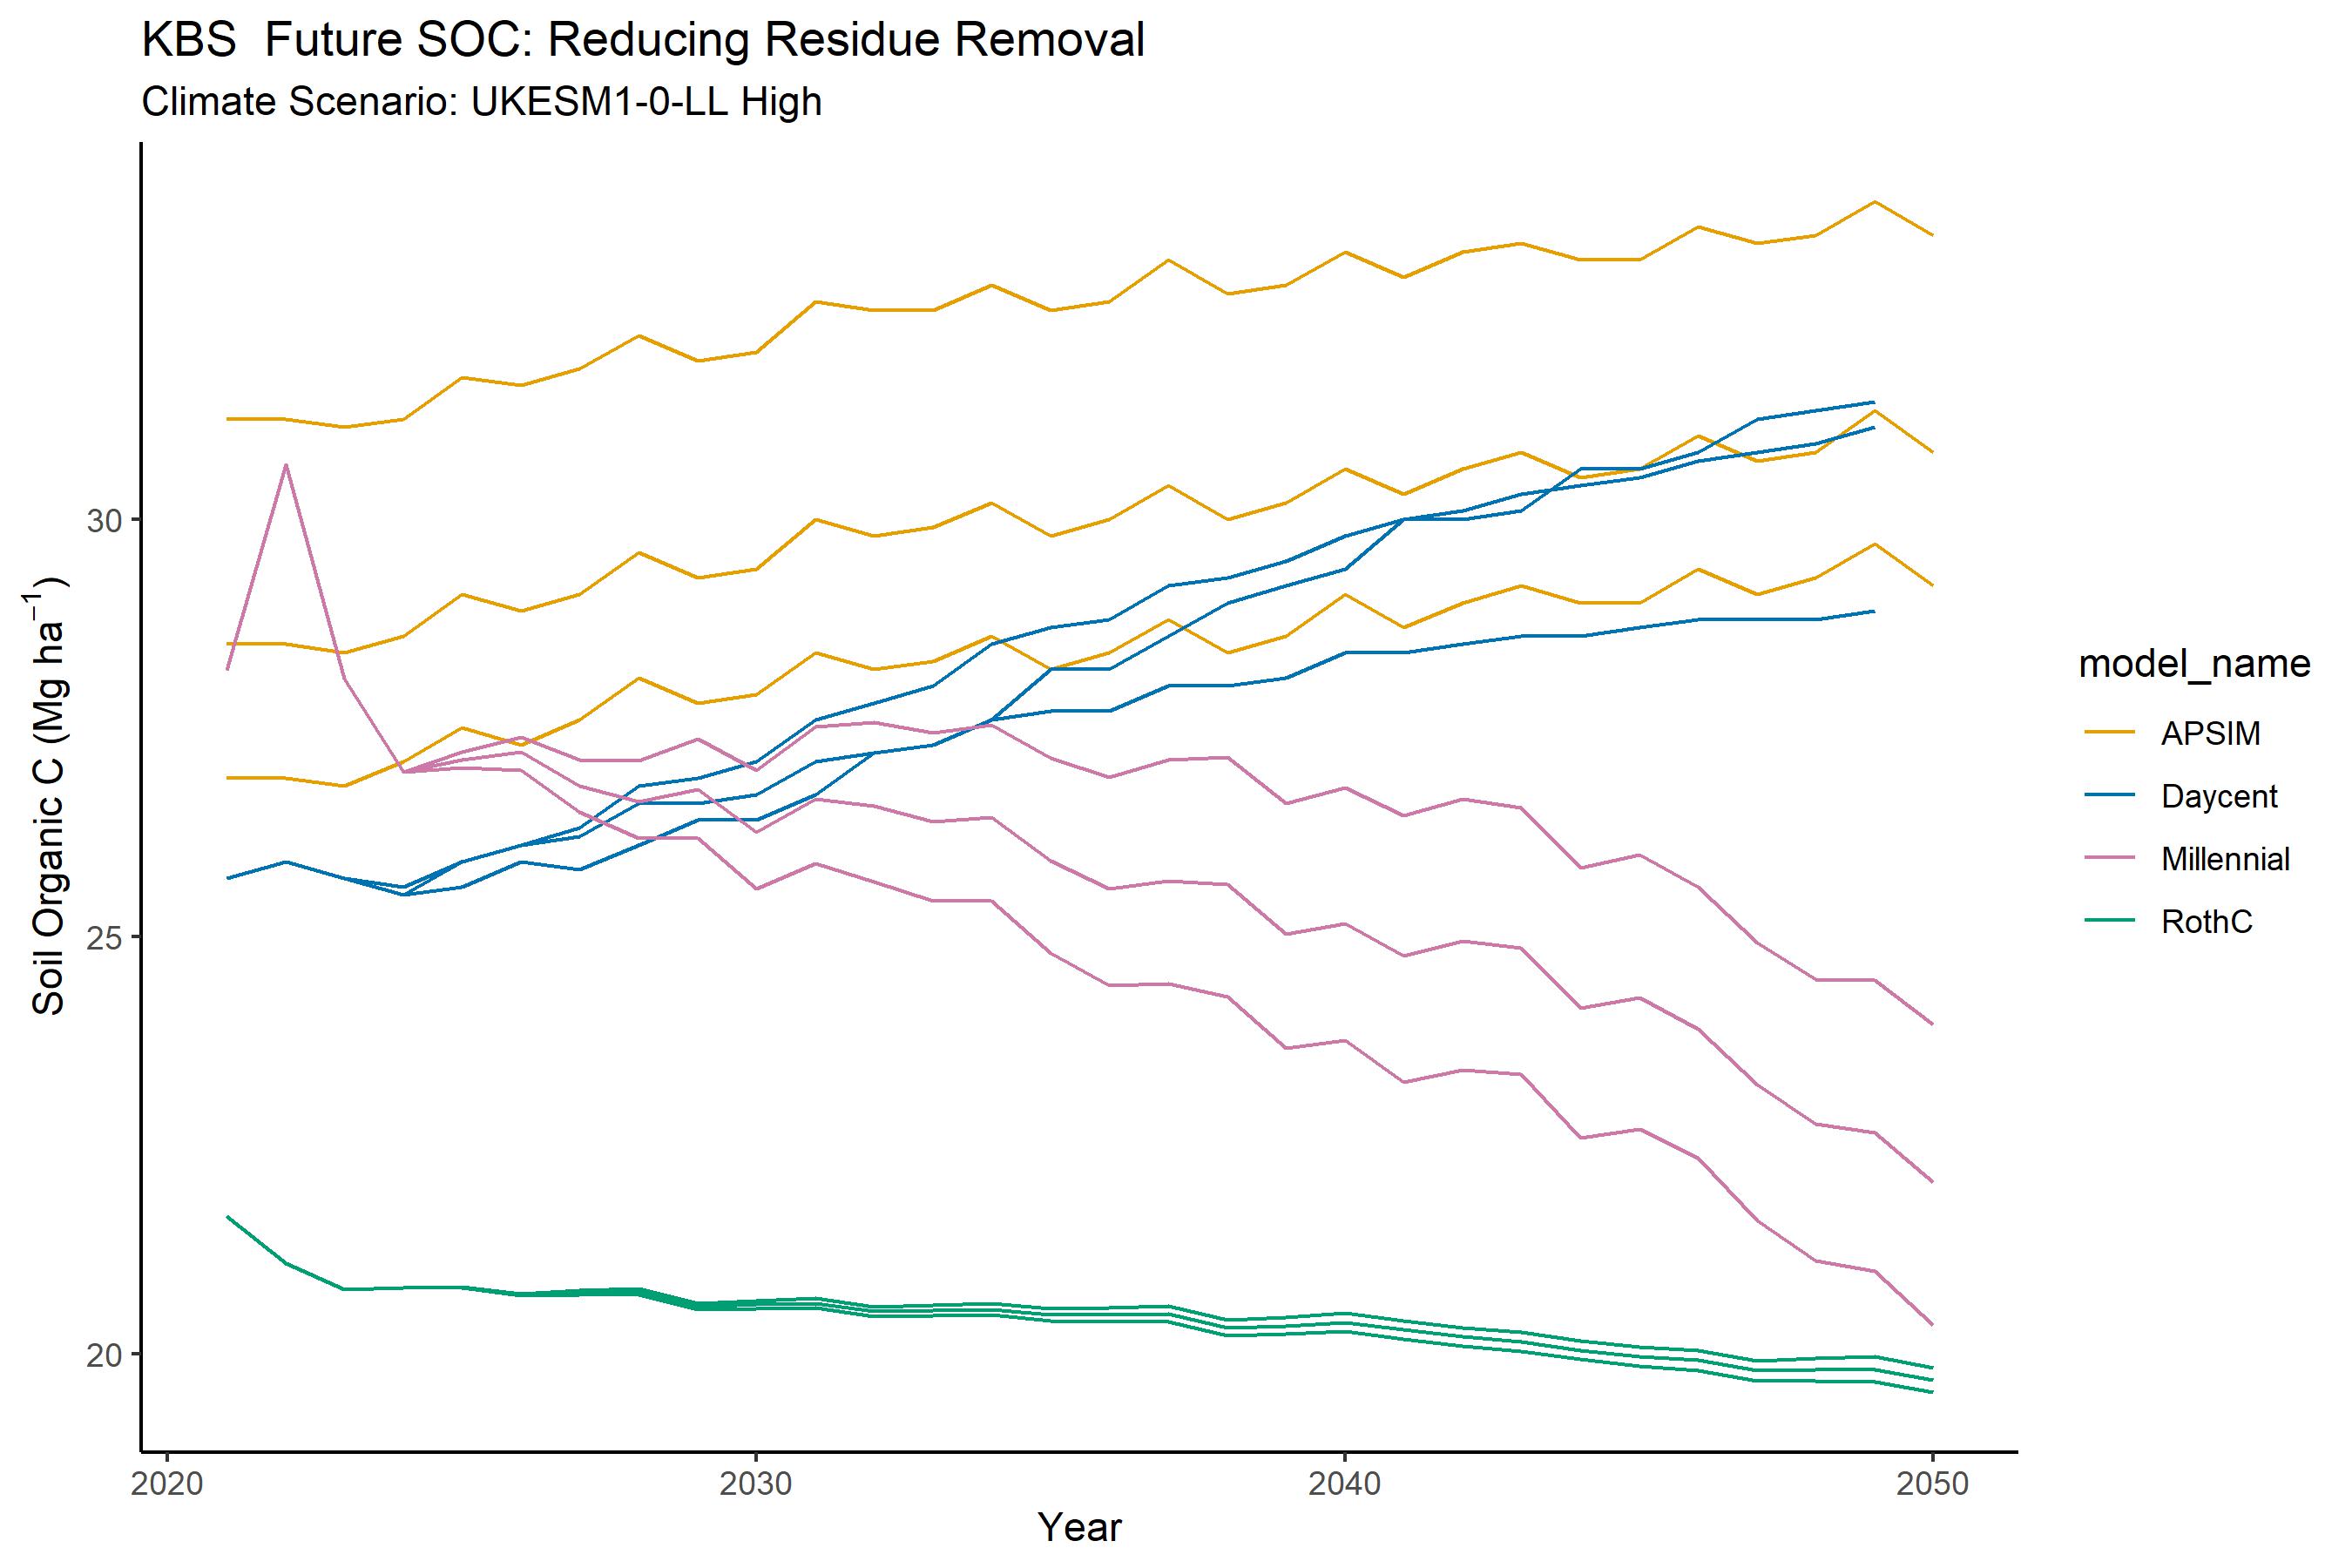 KBS  Future SOC: Reducing Residue Removal
Climate Scenario: UKESM1-0-LL High
Soil Organic C (Mg ha⁻¹)
30
25
20
2020
2030
2040
2050
Year
model_name
APSIM
Daycent
Millennial
RothC